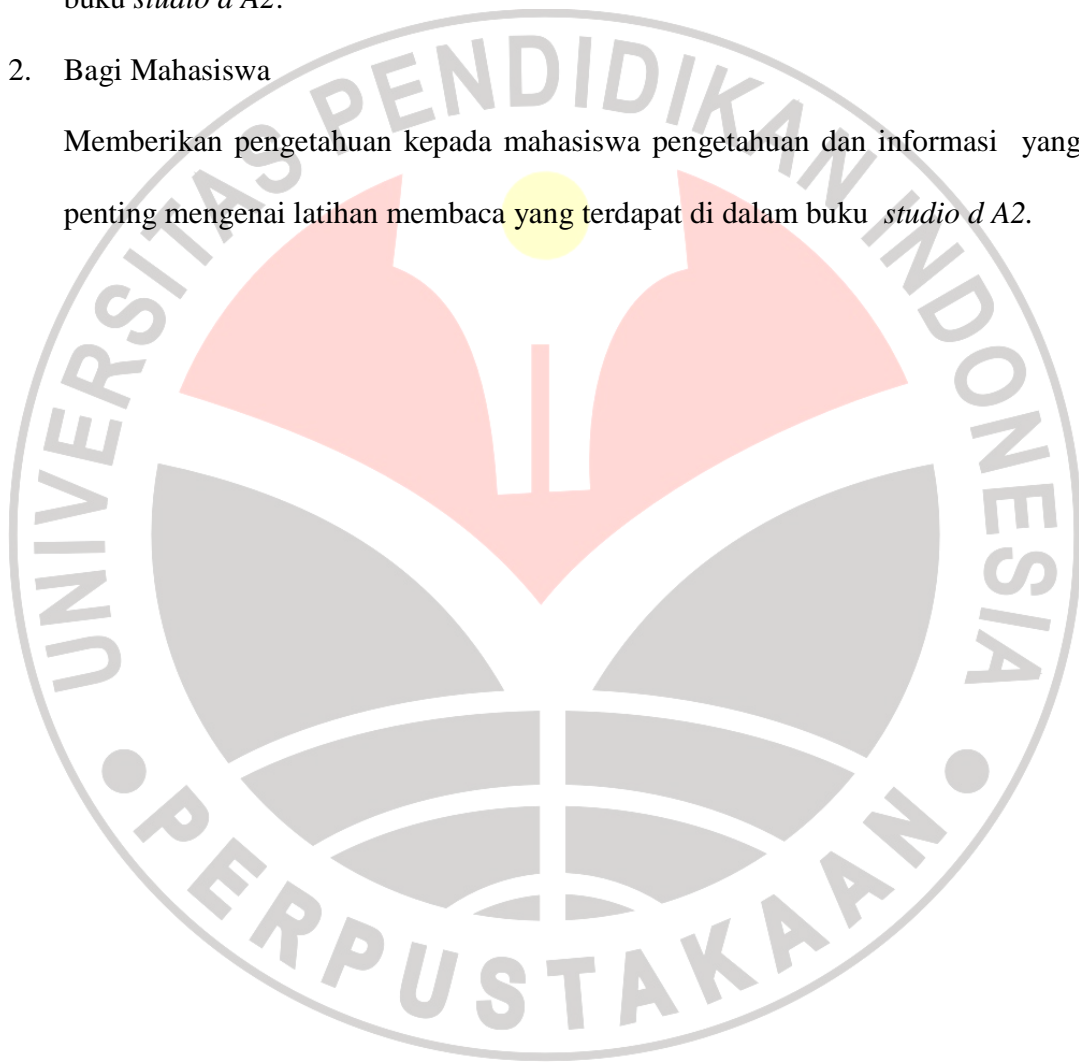 buku studio d A2.
2. Bagi Mahasiswa
Memberikan pengetahuan kepada mahasiswa pengetahuan dan informasi yang
penting mengenai latihan membaca yang terdapat di dalam buku studio d A2.
UNIVERSITAS PENDIDIKAN INDONESIA
PERPUSTAKAAN